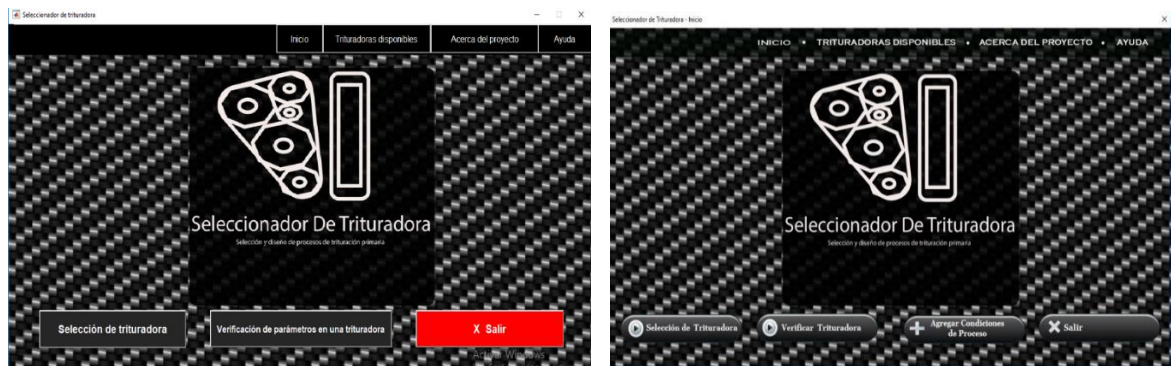 Seleccionador de trituradora
Inicio
Trituradoras disponibles
Acerca del proyecto
Ayuda
Seleccionador De Trituradora
Selección y diseño de procesos de trituración primaria
Selección de trituradora
Verificación de parámetros en una trituradora
X Salir
Activar Windows
Seleccionador de Trituradora - Inicio
INICIO • TRITURADORAS DISPONIBLES • ACERCA DEL PROYECTO • AYUDA
Seleccionador De Trituradora
Selección y diseño de procesos de trituración primaria
Selección de Trituradora
Verificar Trituradora
Agregar Condiciones
de Proceso
Salir